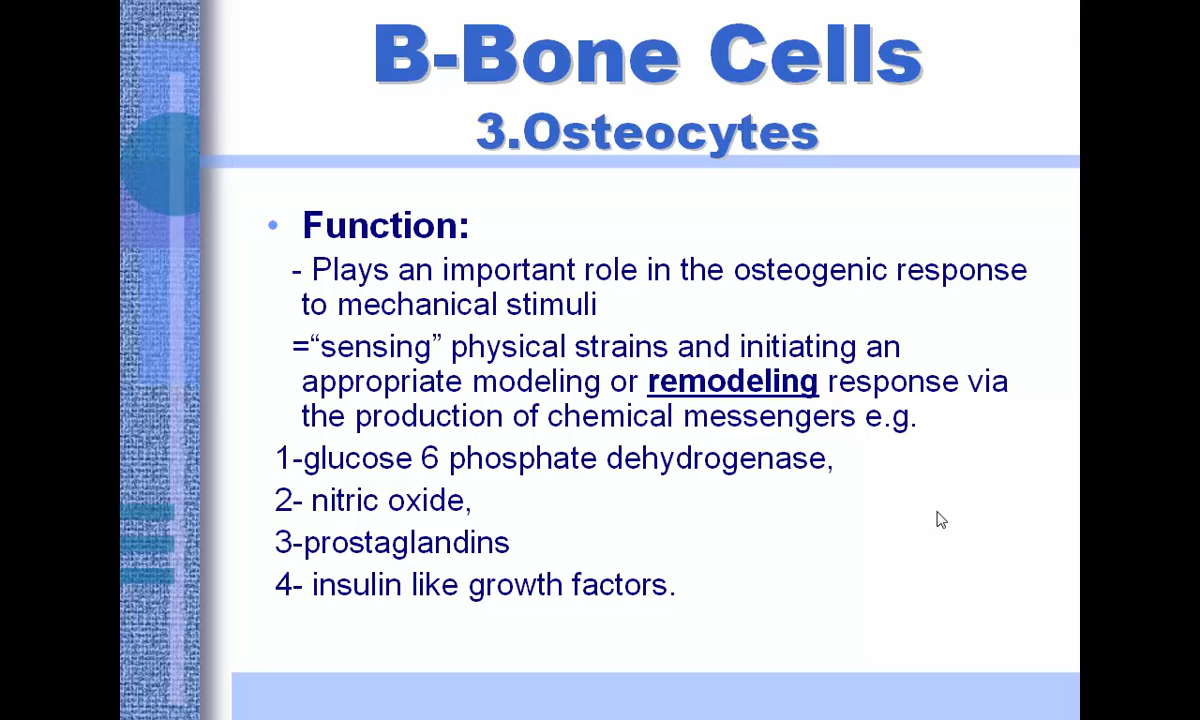 B-Bone Cells
3.Osteocytes
• Function:
- Plays an important role in the osteogenic response
to mechanical stimuli
=“sensing” physical strains and initiating an
appropriate modeling or remodeling response via
the production of chemical messengers e.g.
1-glucose 6 phosphate dehydrogenase,
2- nitric oxide,
3-prostaglandins
4- insulin like growth factors.